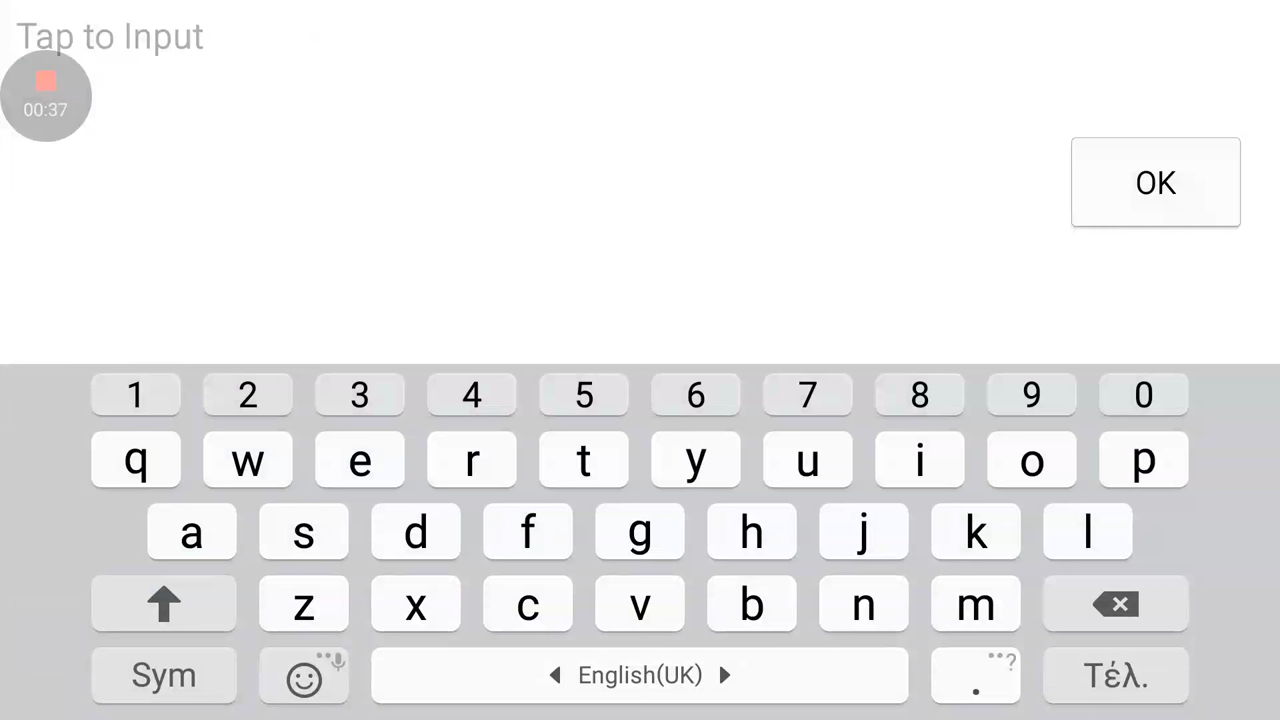 Tap to Input
00:37
OK
1 2 3 4 5 6 7 8 9 0
q w e r t y u i o p
a s d f g h j k l
z x c v b n m
Sym English(UK) . ? Τέλ.